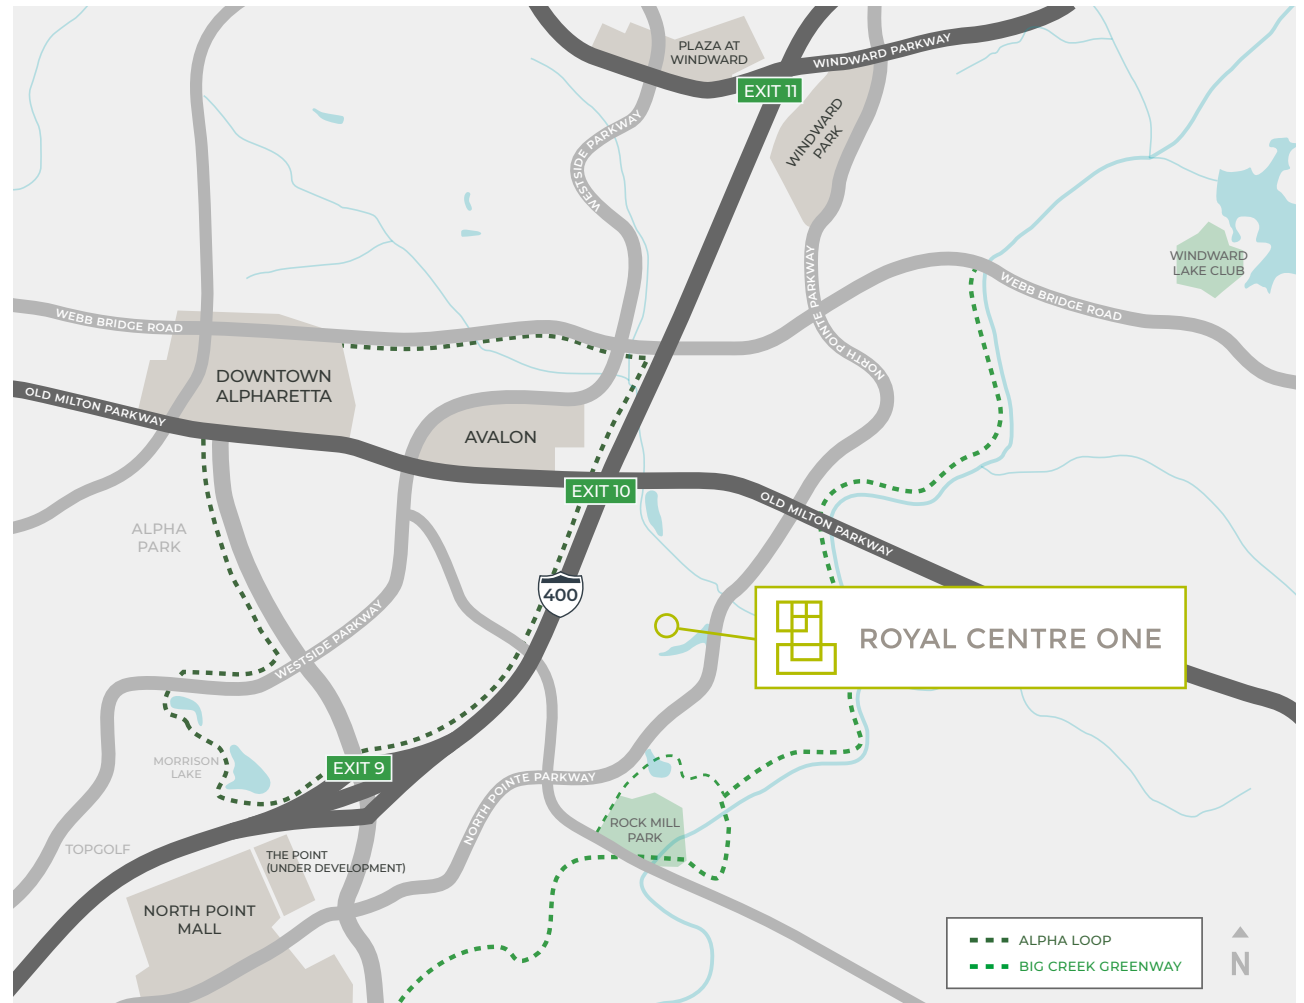 PLAZA AT
WINDWARD
WINDWARD PARKWAY
EXIT 11
WINDWARD
PARK
WESTSIDE PARKWAY
WINDWARD
LAKE CLUB
NORTH POINTE PARKWAY
WEBB BRIDGE ROAD
WEBB BRIDGE ROAD
NORTH POINTE
DOWNTOWN
ALPHARETTA
OLD MILTON PARKWAY
AVALON
EXIT 10
OLD MILTON PARKWAY
ALPHA
PARK
400
WESTSIDE PARKWAY
ROYAL CENTRE ONE
MORRISON
LAKE
EXIT 9
NORTH POINTE PARKWAY
ROCK MILL
PARK
TOPGOLF
THE POINT
(UNDER DEVELOPMENT)
NORTH POINT
MALL
ALPHA LOOP
BIG CREEK GREENWAY
N